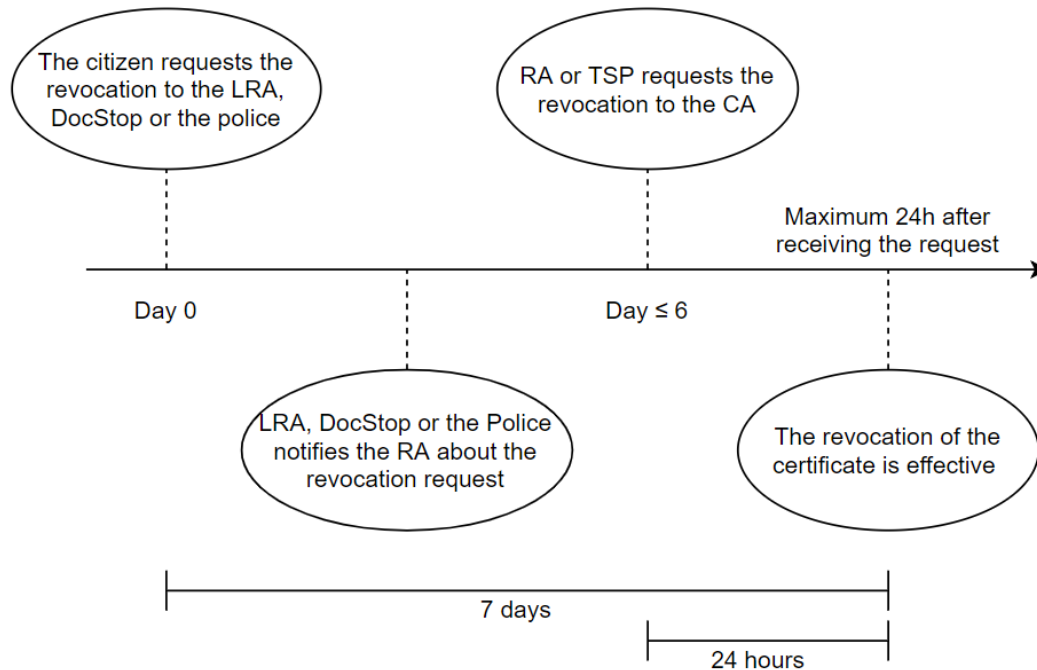 The citizen requests the
revocation to the LRA,
DocStop or the police
RA or TSP requests the
revocation to the CA
Maximum 24h after
receiving the request
Day 0
Day ≤ 6
LRA, DocStop or the Police
notifies the RA about the
revocation request
The revocation of the
certificate is effective
7 days
24 hours